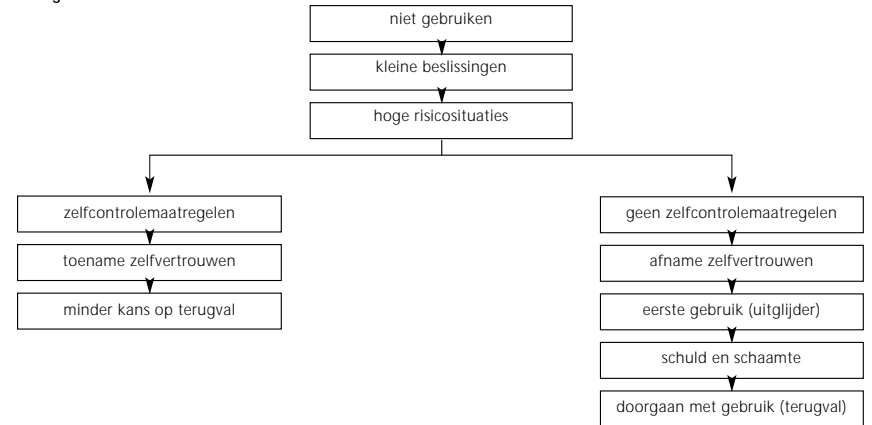 niet gebruiken
kleine beslissingen
hoge risicosituaties
zelfcontrolemaatregelen
toename zelfvertrouwen
minder kans op terugval
geen zelfcontrolemaatregelen
afname zelfvertrouwen
eerste gebruik (uitglijder)
schuld en schaamte
doorgaan met gebruik (terugval)